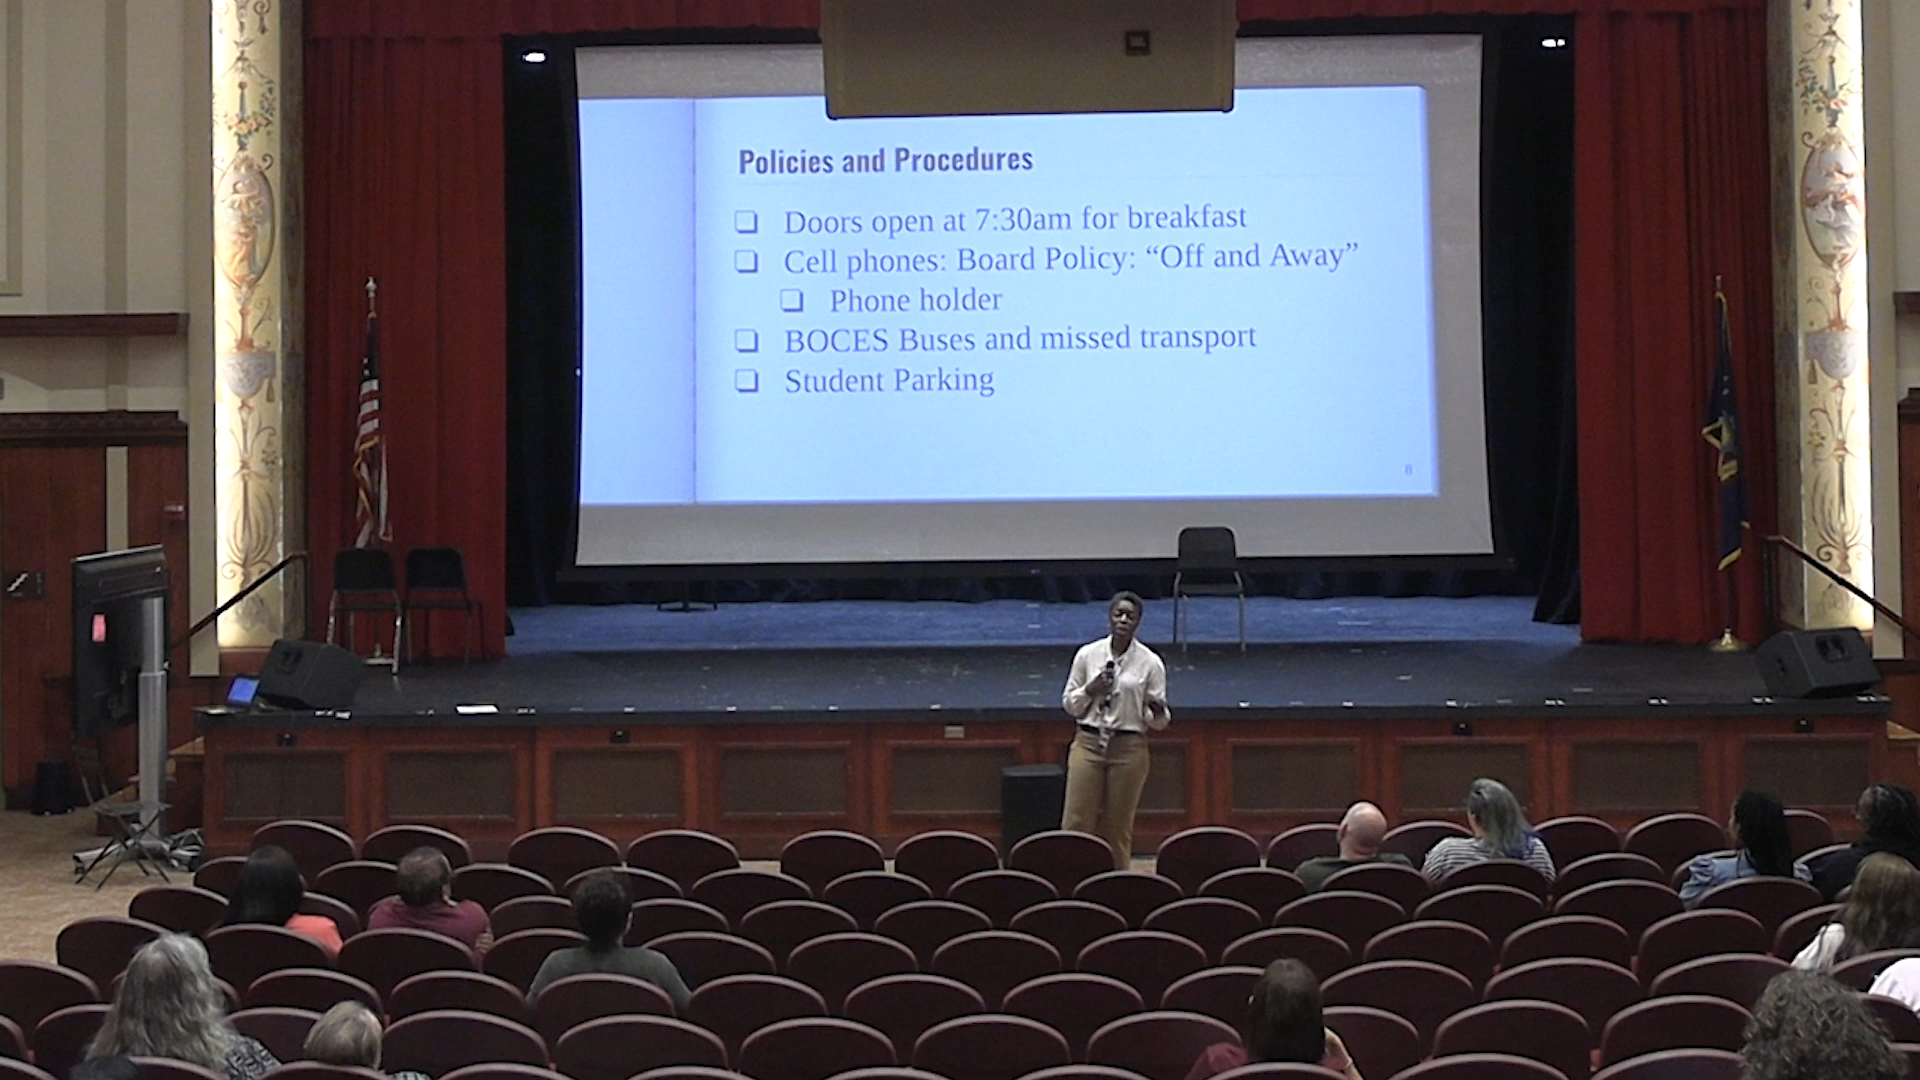 Policies and Procedures
❏ Doors open at 7:30am for breakfast
❏ Cell phones: Board Policy: “Off and Away”
❏ Phone holder
❏ BOCES Buses and missed transport
❏ Student Parking
8